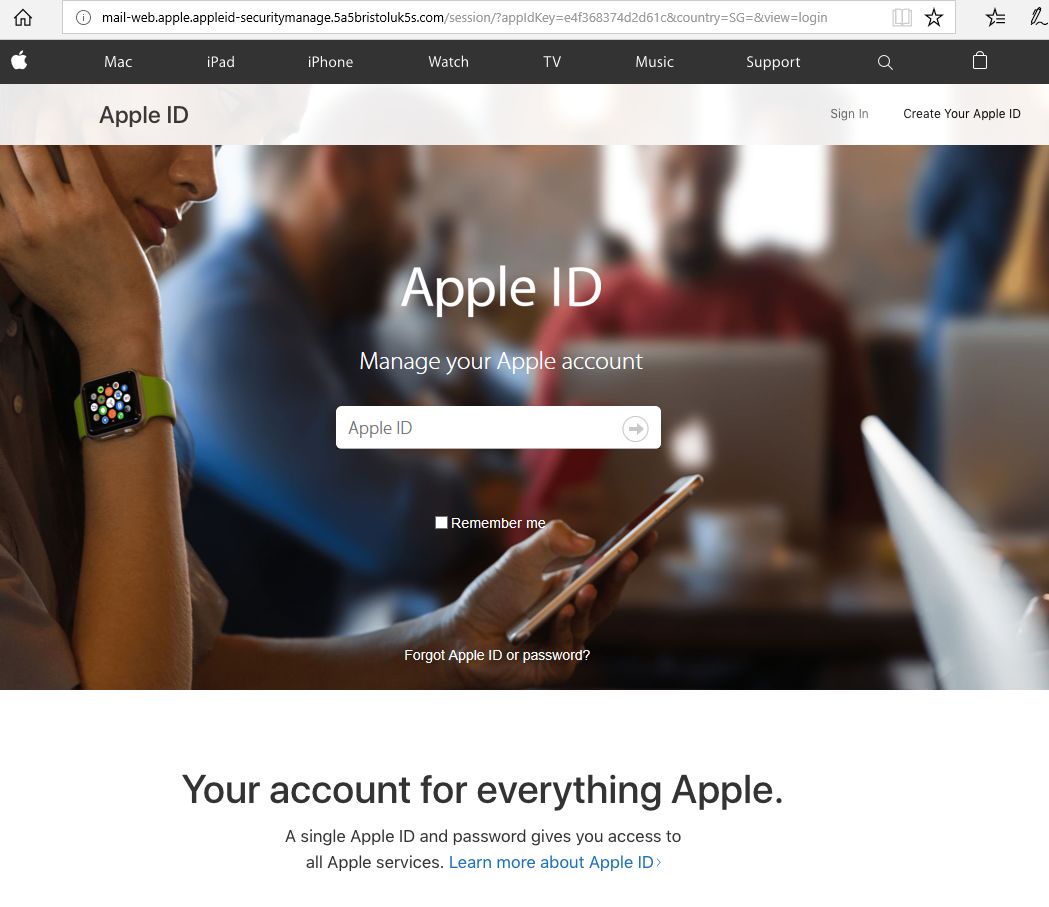 mail-web.apple.appleid-securitymanage.5a5bristoluk5s.com/session/?appIdKey=e4f368374d2d61c&country=SG=&view=login
Mac iPad iPhone Watch TV Music Support
Apple ID Sign In Create Your Apple ID
Apple ID
Manage your Apple account
Apple ID
Remember me
Forgot Apple ID or password?
Your account for everything Apple.
A single Apple ID and password gives you access to
all Apple services. Learn more about Apple ID›